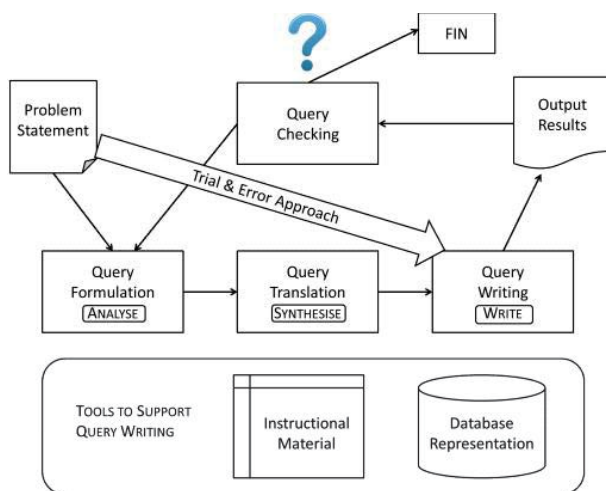 ?
FIN
Problem
Statement
Query
Checking
Output
Results
Trial & Error Approach
Query
Formulation
ANALYSE
Query
Translation
SYNTHESISE
Query
Writing
WRITE
TOOLS TO SUPPORT
QUERY WRITING
Instructional
Material
Database
Representation